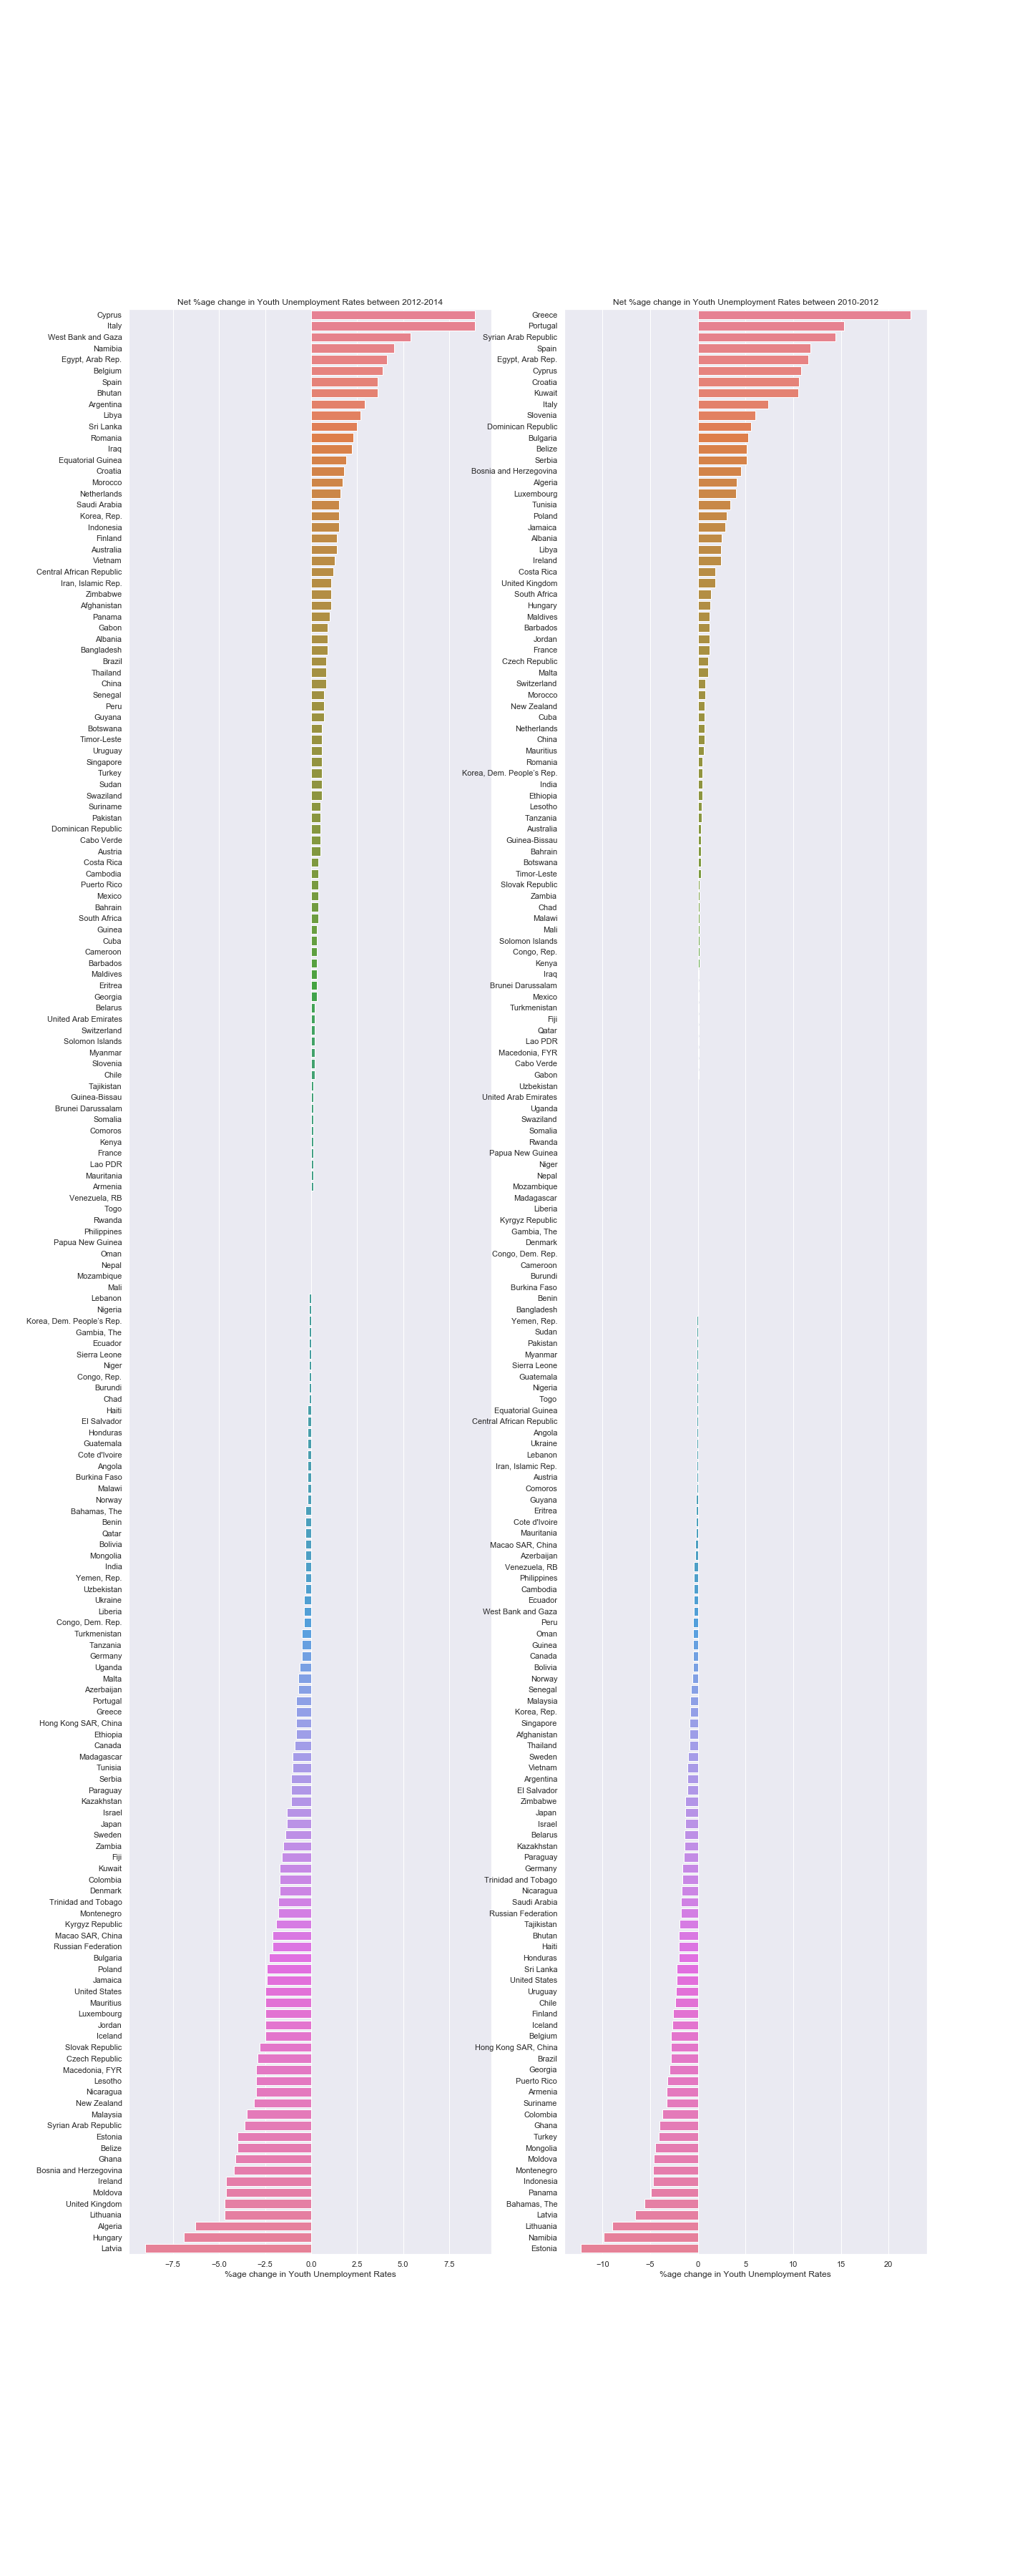 Net %age change in Youth Unemployment Rates between 2012-2014
Cyprus
Italy
West Bank and Gaza
Namibia
Egypt, Arab Rep.
Belgium
Spain
Bhutan
Argentina
Libya
Sri Lanka
Romania
Iraq
Equatorial Guinea
Croatia
Morocco
Netherlands
Saudi Arabia
Korea, Rep.
Indonesia
Finland
Australia
Vietnam
Central African Republic
Iran, Islamic Rep.
Zimbabwe
Afghanistan
Panama
Gabon
Albania
Bangladesh
Brazil
Thailand
China
Senegal
Peru
Guyana
Botswana
Timor-Leste
Uruguay
Singapore
Turkey
Sudan
Swaziland
Suriname
Pakistan
Dominican Republic
Cabo Verde
Austria
Costa Rica
Cambodia
Puerto Rico
Mexico
Bahrain
South Africa
Guinea
Cuba
Cameroon
Barbados
Maldives
Eritrea
Georgia
Belarus
United Arab Emirates
Switzerland
Solomon Islands
Myanmar
Slovenia
Chile
Tajikistan
Guinea-Bissau
Brunei Darussalam
Somalia
Comoros
Kenya
France
Lao PDR
Mauritania
Armenia
Venezuela, RB
Togo
Rwanda
Philippines
Papua New Guinea
Oman
Nepal
Mozambique
Mali
Lebanon
Nigeria
Korea, Dem. People's Rep.
Gambia, The
Ecuador
Sierra Leone
Niger
Congo, Rep.
Burundi
Chad
Haiti
El Salvador
Honduras
Guatemala
Cote d'Ivoire
Angola
Burkina Faso
Malawi
Norway
Bahamas, The
Benin
Qatar
Bolivia
Mongolia
India
Yemen, Rep.
Uzbekistan
Ukraine
Liberia
Congo, Dem. Rep.
Turkmenistan
Tanzania
Germany
Uganda
Malta
Azerbaijan
Portugal
Greece
Hong Kong SAR, China
Ethiopia
Canada
Madagascar
Tunisia
Serbia
Paraguay
Kazakhstan
Israel
Japan
Sweden
Zambia
Fiji
Kuwait
Colombia
Denmark
Trinidad and Tobago
Montenegro
Kyrgyz Republic
Macao SAR, China
Russian Federation
Bulgaria
Poland
Jamaica
United States
Mauritius
Luxembourg
Jordan
Iceland
Slovak Republic
Czech Republic
Macedonia, FYR
Lesotho
Nicaragua
New Zealand
Malaysia
Syrian Arab Republic
Estonia
Belize
Ghana
Bosnia and Herzegovina
Ireland
Moldova
United Kingdom
Lithuania
Algeria
Hungary
Latvia
−7.5 −5.0 −2.5 0.0 2.5 5.0 7.5
%age change in Youth Unemployment Rates
Net %age change in Youth Unemployment Rates between 2010-2012
Greece
Portugal
Syrian Arab Republic
Spain
Egypt, Arab Rep.
Cyprus
Croatia
Kuwait
Italy
Slovenia
Dominican Republic
Bulgaria
Belize
Serbia
Bosnia and Herzegovina
Algeria
Luxembourg
Tunisia
Poland
Jamaica
Albania
Libya
Ireland
Costa Rica
United Kingdom
South Africa
Hungary
Maldives
Barbados
Jordan
France
Czech Republic
Malta
Switzerland
Morocco
New Zealand
Cuba
Netherlands
China
Mauritius
Romania
Korea, Dem. People's Rep.
India
Ethiopia
Lesotho
Tanzania
Australia
Guinea-Bissau
Bahrain
Botswana
Timor-Leste
Slovak Republic
Zambia
Chad
Malawi
Mali
Solomon Islands
Congo, Rep.
Kenya
Iraq
Brunei Darussalam
Mexico
Turkmenistan
Fiji
Qatar
Lao PDR
Macedonia, FYR
Cabo Verde
Gabon
Uzbekistan
United Arab Emirates
Uganda
Swaziland
Somalia
Rwanda
Papua New Guinea
Niger
Nepal
Mozambique
Madagascar
Liberia
Kyrgyz Republic
Gambia, The
Denmark
Congo, Dem. Rep.
Cameroon
Burundi
Burkina Faso
Benin
Bangladesh
Yemen, Rep.
Sudan
Pakistan
Myanmar
Sierra Leone
Guatemala
Nigeria
Togo
Equatorial Guinea
Central African Republic
Angola
Ukraine
Lebanon
Iran, Islamic Rep.
Austria
Comoros
Guyana
Eritrea
Cote d'Ivoire
Mauritania
Macao SAR, China
Azerbaijan
Venezuela, RB
Philippines
Cambodia
Ecuador
West Bank and Gaza
Peru
Oman
Guinea
Canada
Bolivia
Norway
Senegal
Malaysia
Korea, Rep.
Singapore
Afghanistan
Thailand
Sweden
Vietnam
Argentina
El Salvador
Zimbabwe
Japan
Israel
Belarus
Kazakhstan
Paraguay
Germany
Trinidad and Tobago
Nicaragua
Saudi Arabia
Russian Federation
Tajikistan
Bhutan
Haiti
Honduras
Sri Lanka
United States
Uruguay
Chile
Finland
Iceland
Belgium
Hong Kong SAR, China
Brazil
Georgia
Puerto Rico
Armenia
Suriname
Colombia
Ghana
Turkey
Mongolia
Moldova
Montenegro
Indonesia
Panama
Bahamas, The
Latvia
Lithuania
Namibia
Estonia
−10 −5 0 5 10 15 20
%age change in Youth Unemployment Rates